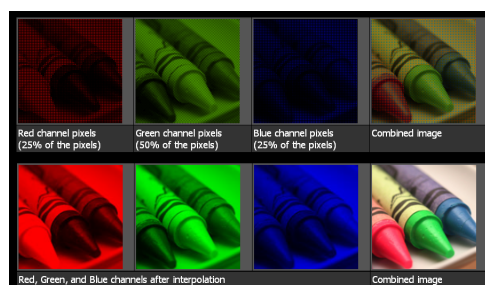 Red channel pixels
(25% of the pixels)
Green channel pixels
(50% of the pixels)
Blue channel pixels
(25% of the pixels)
Combined image
Red, Green, and Blue channels after interpolation
Combined image